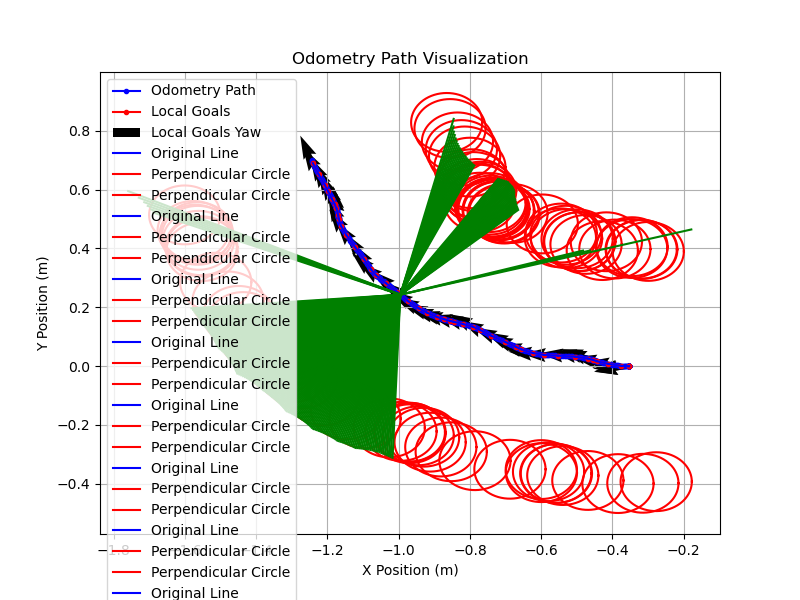 Odometry Path Visualization
Odometry Path
Local Goals
Local Goals Yaw
Original Line
Perpendicular Circle
Perpendicular Circle
Original Line
Perpendicular Circle
Perpendicular Circle
Original Line
Perpendicular Circle
Perpendicular Circle
Original Line
Perpendicular Circle
Perpendicular Circle
Original Line
Perpendicular Circle
Perpendicular Circle
Original Line
Perpendicular Circle
Perpendicular Circle
Original Line
Perpendicular Circle
Perpendicular Circle
Original Line
Y Position (m)
0.8
0.6
0.4
0.2
0.0
−0.2
−0.4
−1.8 −1.2 −1.0 −0.8 −0.6 −0.4 −0.2
X Position (m)